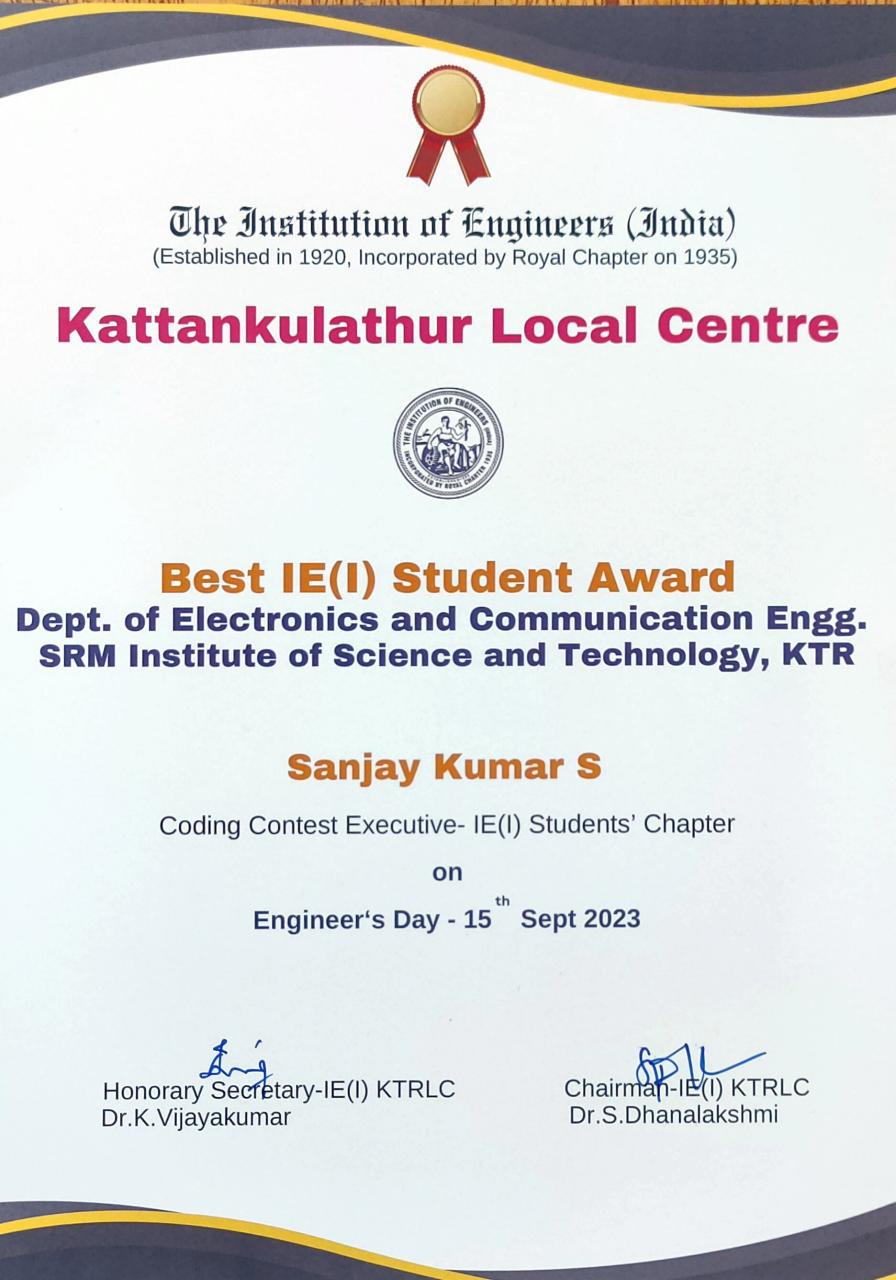 The Institution of Engineers (India)
(Established in 1920, Incorporated by Royal Chapter on 1935)
Kattankulathur Local Centre
THE INSTITUTION OF ENGINEERS (INDIA)
INCORPORATED BY ROYAL CHARTER 1935
Best IE(I) Student Award
Dept. of Electronics and Communication Engg.
SRM Institute of Science and Technology, KTR
Sanjay Kumar S
Coding Contest Executive- IE(I) Students’ Chapter
on
Engineer‘s Day - 15th Sept 2023
Honorary Secretary-IE(I) KTRLC
Dr.K.Vijayakumar
Chairman-IE(I) KTRLC
Dr.S.Dhanalakshmi